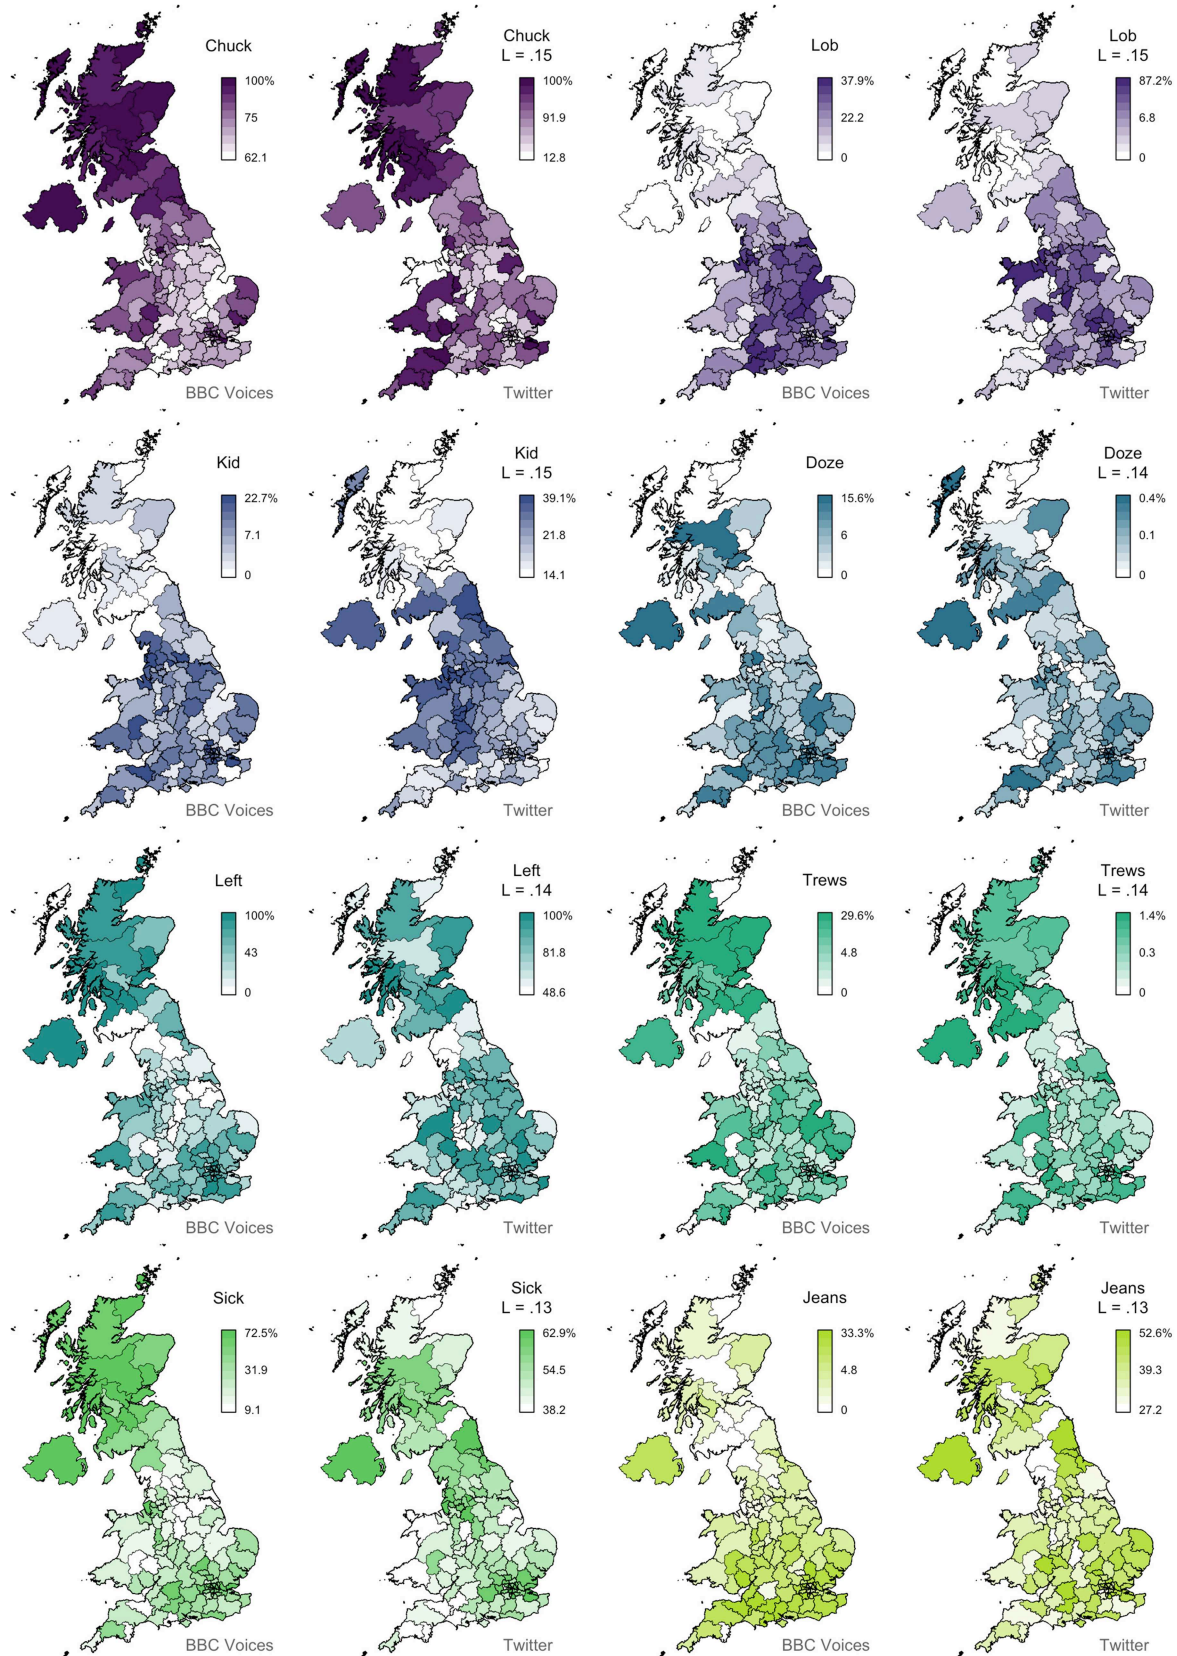 Chuck
100%
75
62.1
BBC Voices
Chuck
L = .15
100%
91.9
12.8
Twitter
Lob
37.9%
22.2
0
BBC Voices
Lob
L = .15
87.2%
6.8
0
Twitter
Kid
22.7%
7.1
0
BBC Voices
Kid
L = .15
39.1%
21.8
14.1
Twitter
Doze
15.6%
6
0
BBC Voices
Doze
L = .14
0.4%
0.1
0
Twitter
Left
100%
43
0
BBC Voices
Left
L = .14
100%
81.8
48.6
Twitter
Trews
29.6%
4.8
0
BBC Voices
Trews
L = .14
1.4%
0.3
0
Twitter
Sick
72.5%
31.9
9.1
BBC Voices
Sick
L = .13
62.9%
54.5
38.2
Twitter
Jeans
33.3%
4.8
0
BBC Voices
Jeans
L = .13
52.6%
39.3
27.2
Twitter